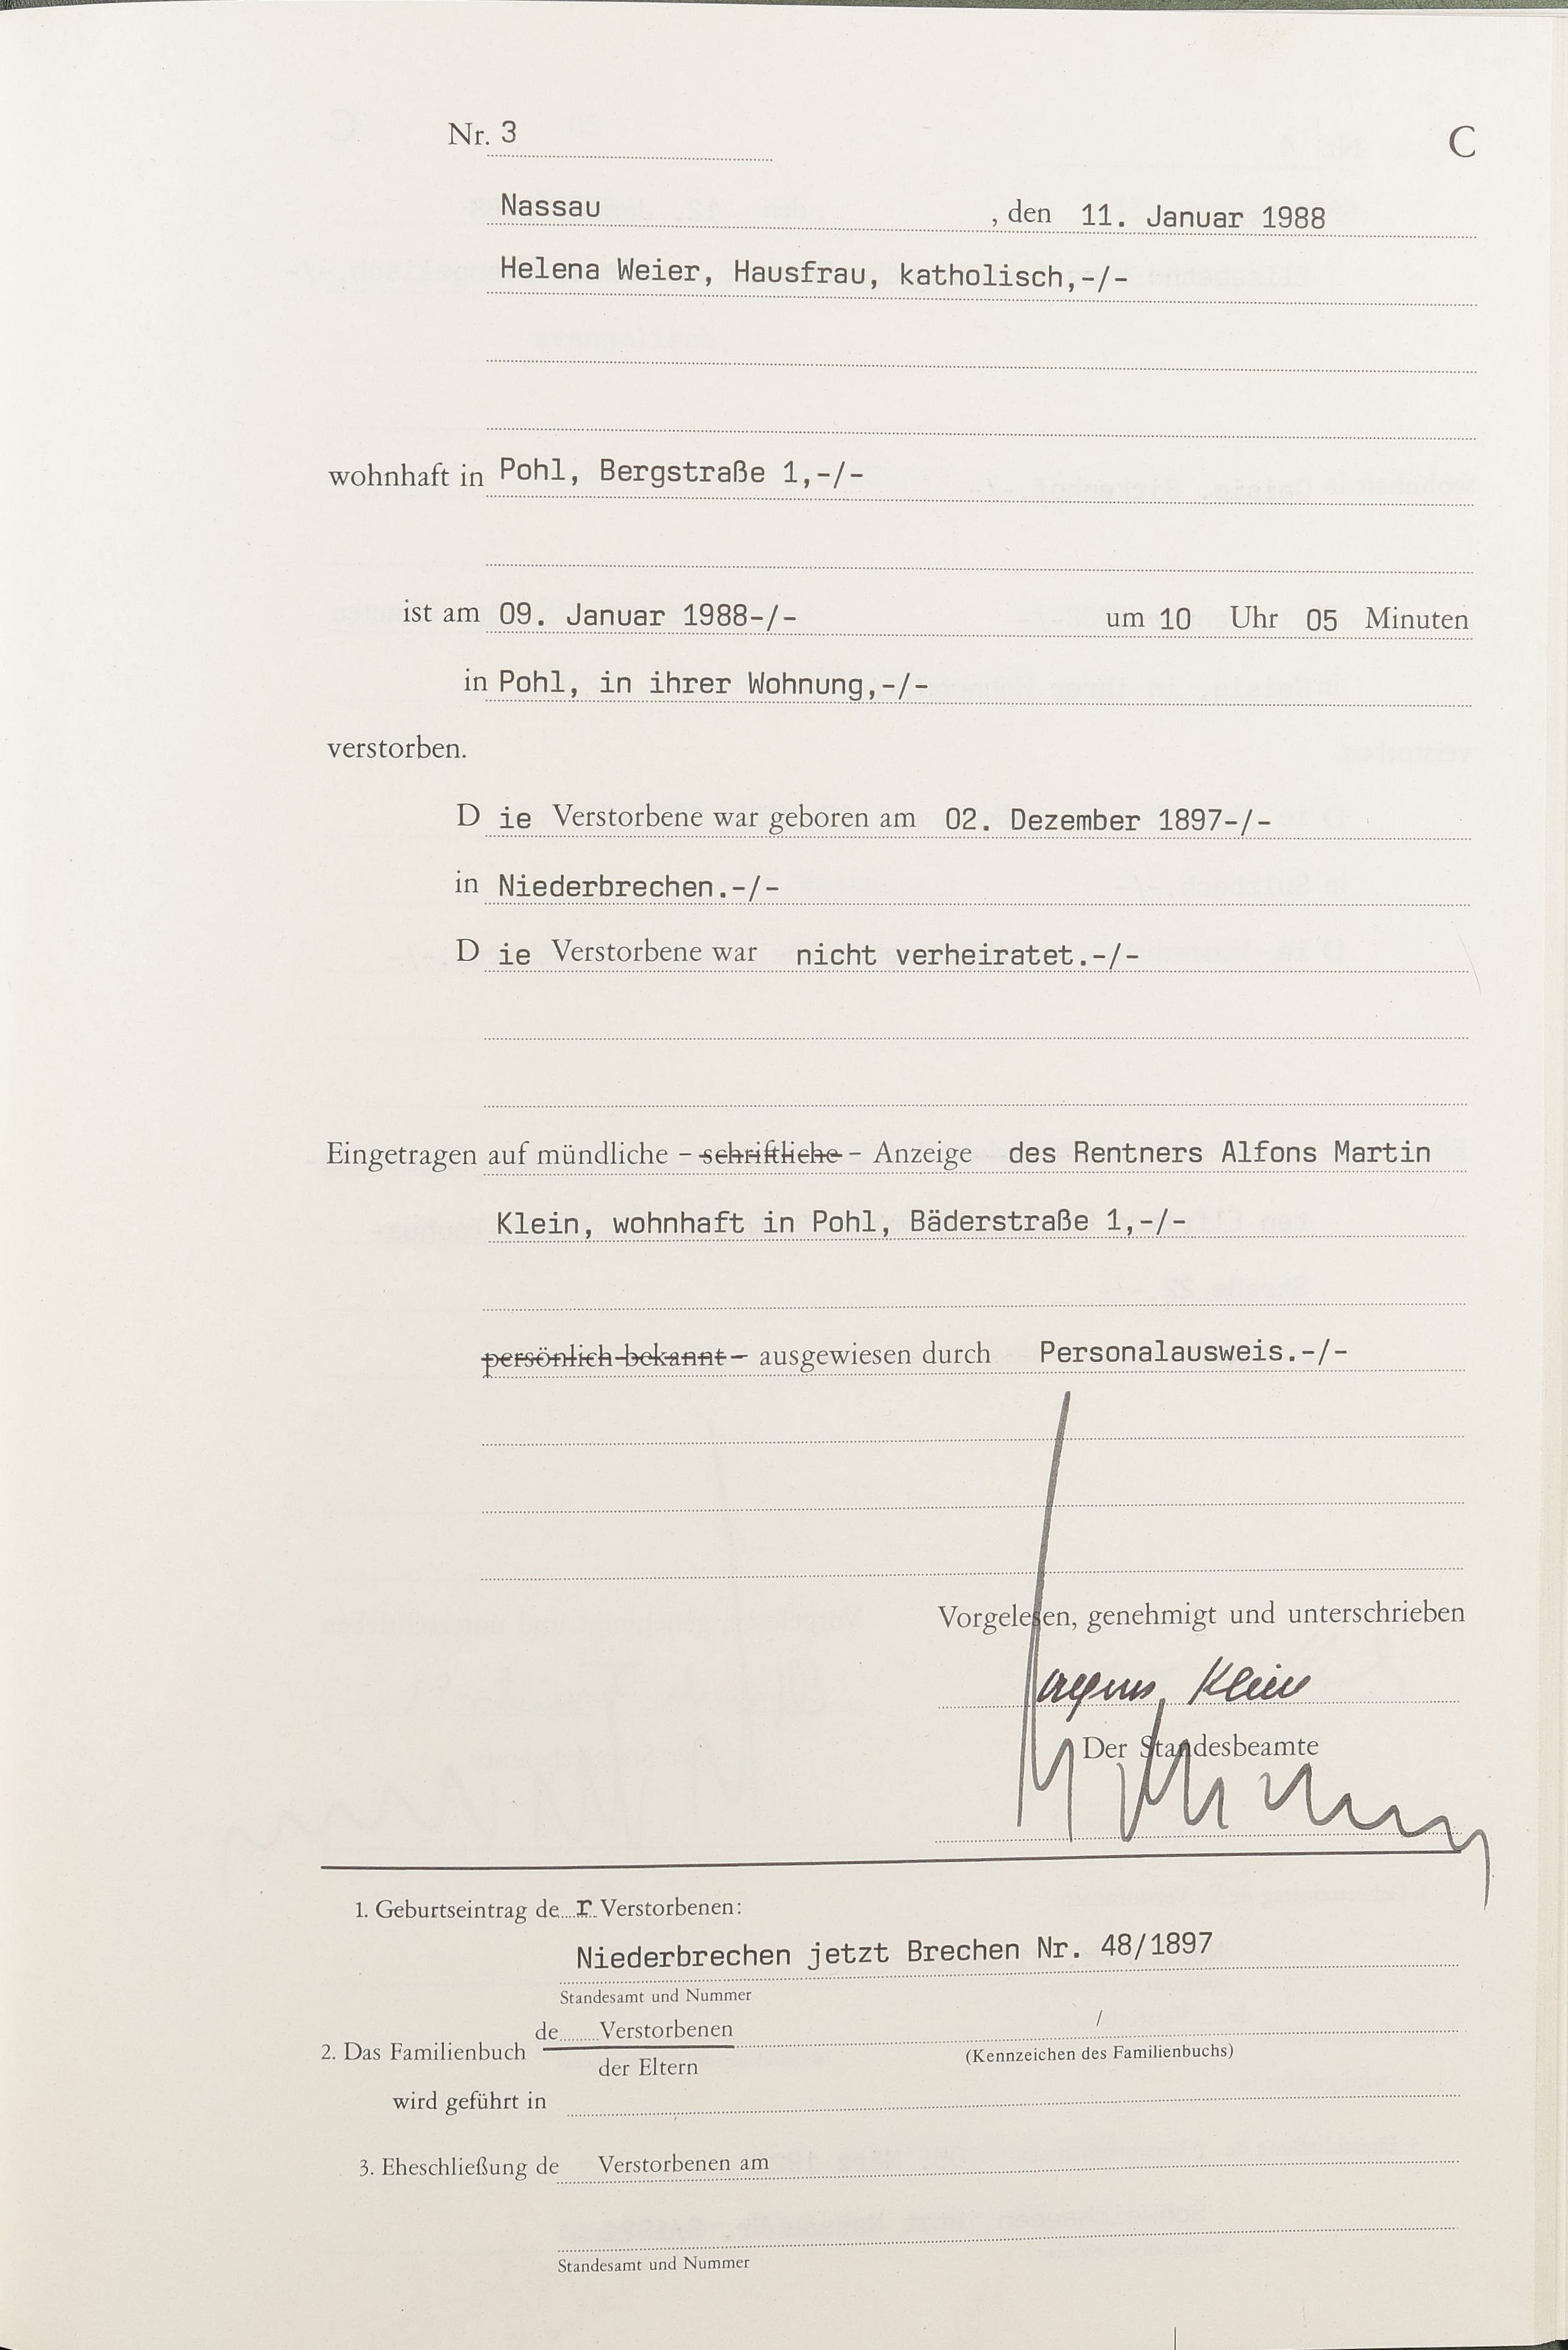 Nr. 3
C
Nassau , den 11. Januar 1988
Helena Weier, Hausfrau, katholisch,-/-
wohnhaft in Pohl, Bergstraße 1,-/-
ist am 09. Januar 1988-/- um 10 Uhr 05 Minuten
in Pohl, in ihrer Wohnung,-/-
verstorben.
D ie Verstorbene war geboren am 02. Dezember 1897-/-
in Niederbrechen.-/-
D ie Verstorbene war nicht verheiratet.-/-
Eingetragen auf mündliche - schriftliche - Anzeige des Rentners Alfons Martin
Klein, wohnhaft in Pohl, Bäderstraße 1,-/-
persönlich bekannt - ausgewiesen durch Personalausweis.-/-
Vorgelesen, genehmigt und unterschrieben
Klein
Der Standesbeamte
1. Geburtseintrag de r Verstorbenen:
Niederbrechen jetzt Brechen Nr. 48/1897
Standesamt und Nummer
de Verstorbenen /
2. Das Familienbuch
der Eltern
(Kennzeichen des Familienbuchs)
wird geführt in
3. Eheschließung de Verstorbenen am
Standesamt und Nummer